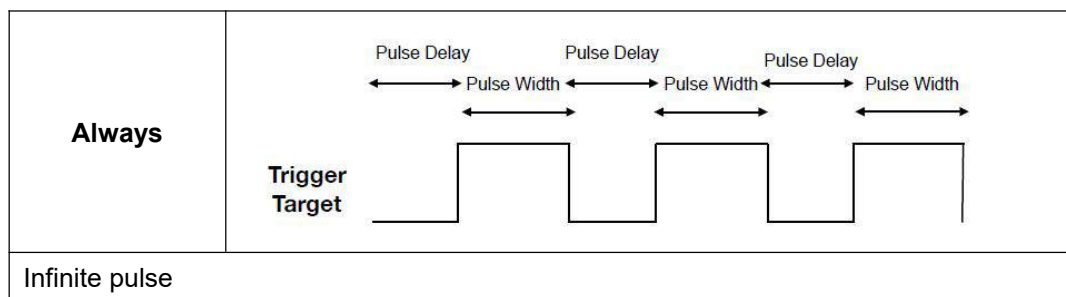 Always
Pulse Delay
Pulse Delay
Pulse Delay
Pulse Width
Pulse Width
Pulse Width
Trigger
Target
Infinite pulse